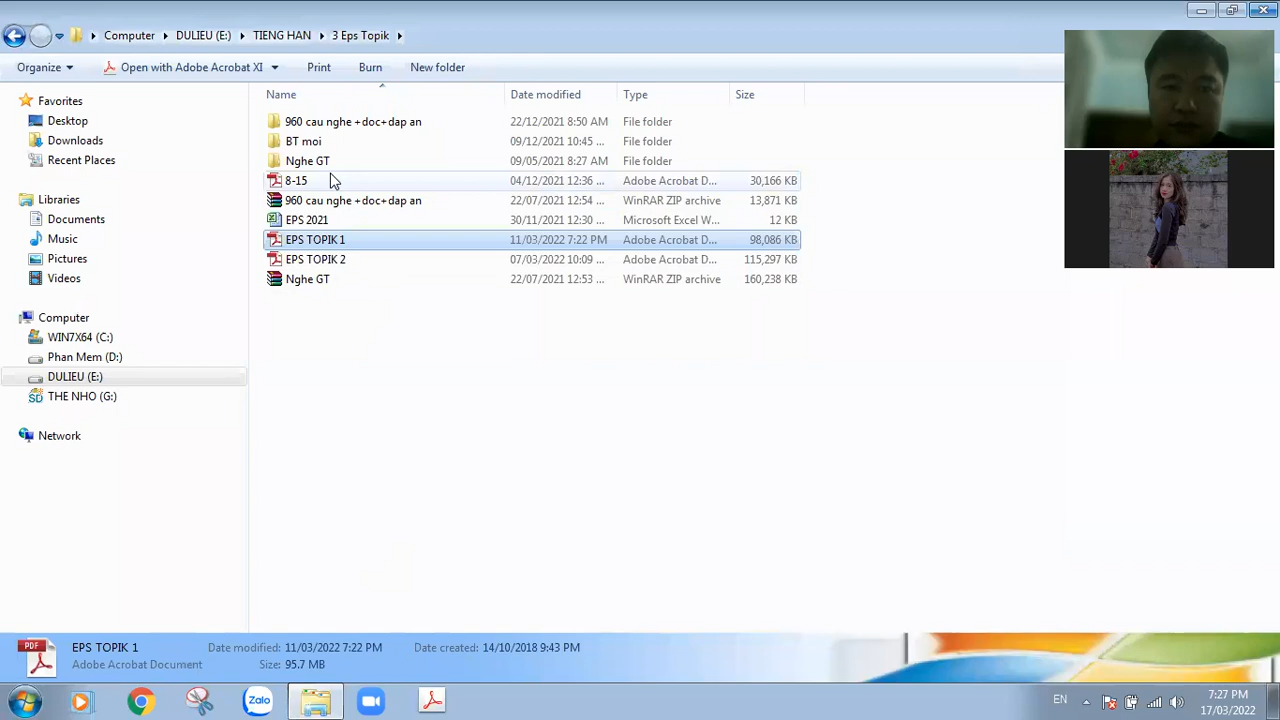 Computer DULIEU (E:) TIENG HAN 3 Eps Topik
Organize Open with Adobe Acrobat XI Print Burn New folder
Name Date modified Type Size
Favorites
Desktop
Downloads
Recent Places
Libraries
Documents
Music
Pictures
Videos
Computer
WIN7X64 (C:)
Phan Mem (D:)
DULIEU (E:)
THE NHO (G:)
Network
960 cau nghe +doc+dap an 22/12/2021 8:50 AM File folder
BT moi 09/12/2021 10:45 ... File folder
Nghe GT 09/05/2021 8:27 AM File folder
8-15 04/12/2021 12:36 ... Adobe Acrobat D... 30,166 KB
960 cau nghe +doc+dap an 22/07/2021 12:54 ... WinRAR ZIP archive 13,871 KB
EPS 2021 30/11/2021 12:30 ... Microsoft Excel W... 12 KB
EPS TOPIK 1 11/03/2022 7:22 PM Adobe Acrobat D... 98,086 KB
EPS TOPIK 2 07/03/2022 10:09 ... Adobe Acrobat D... 115,297 KB
Nghe GT 22/07/2021 12:53 ... WinRAR ZIP archive 160,238 KB
PDF
EPS TOPIK 1 Date modified: 11/03/2022 7:22 PM Date created: 14/10/2018 9:43 PM
Adobe Acrobat Document Size: 95.7 MB
Zalo
EN
7:27 PM
17/03/2022